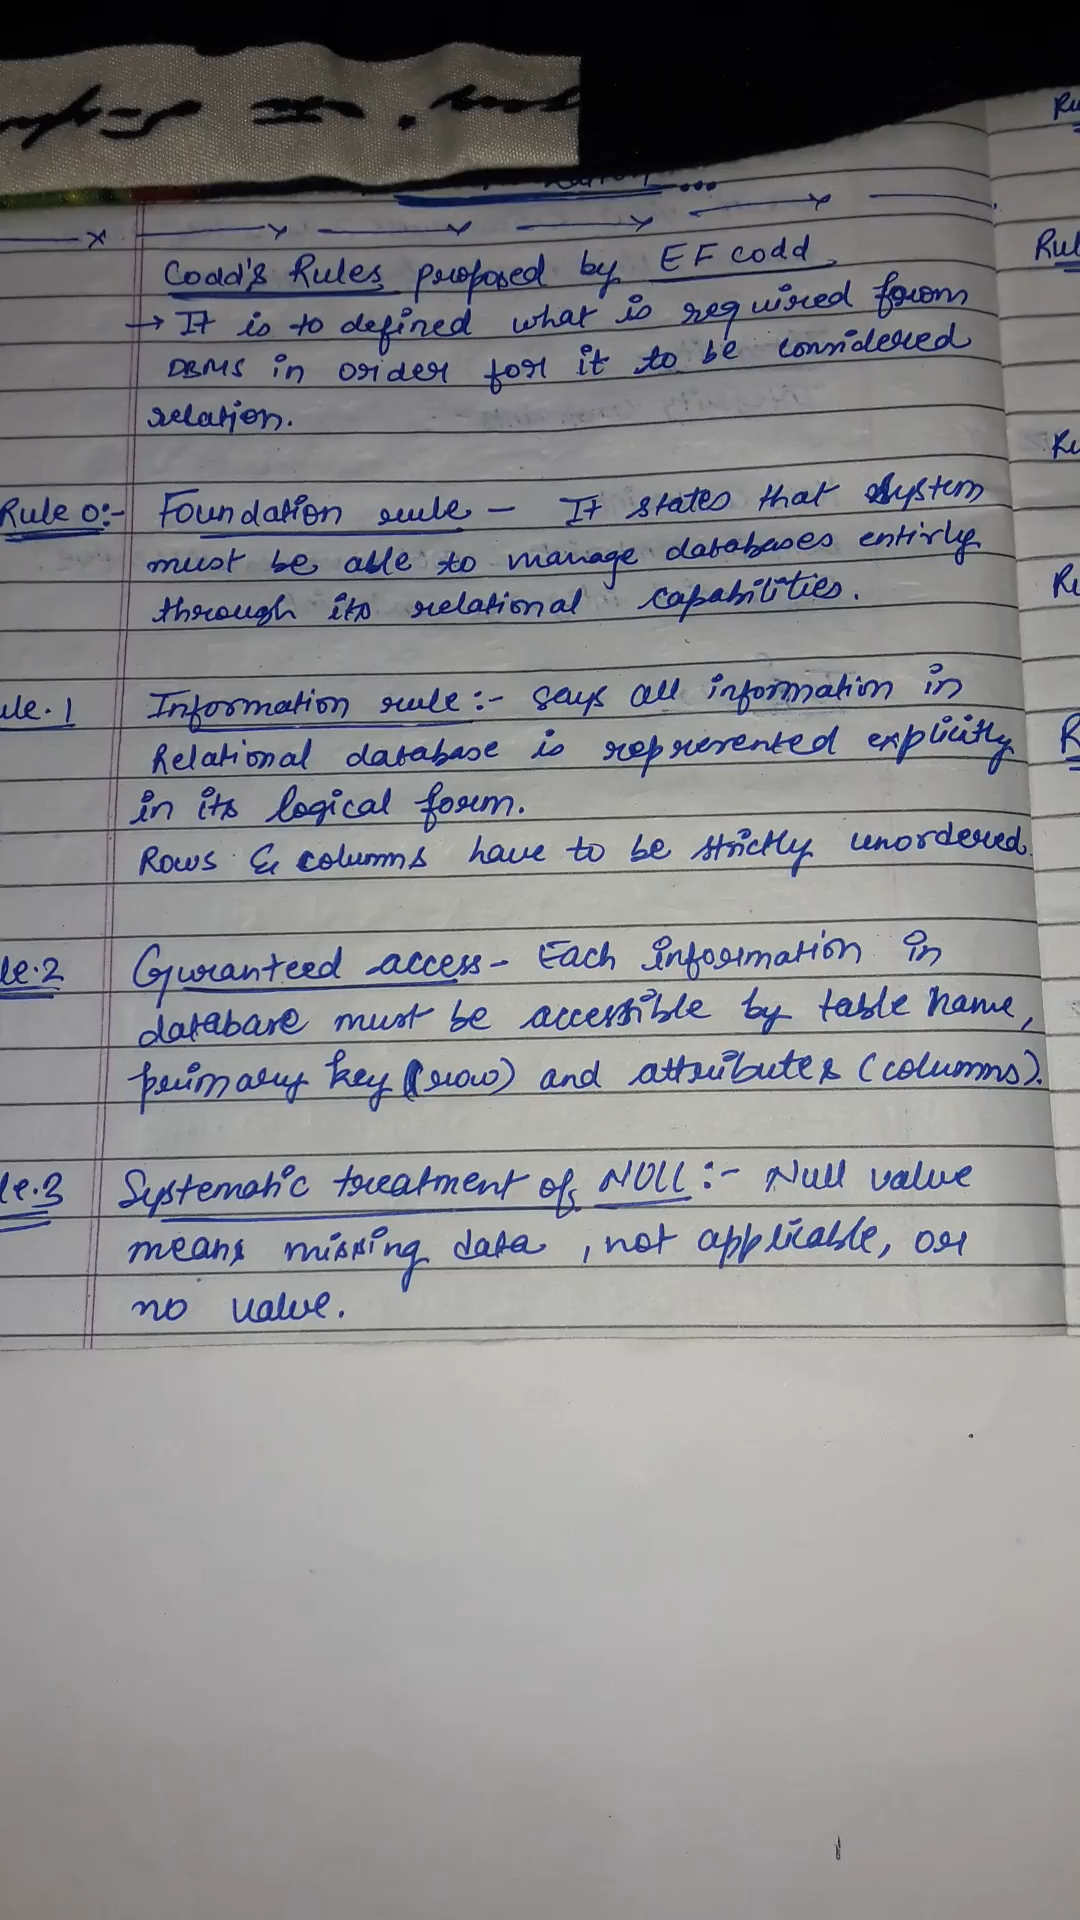 Codd's Rules proposed by EF codd.
→ It is to defined what is required from
DBMS in order for it to be considered
relation.
Rule 0:- Foundation rule - It states that system
must be able to manage databases entirly
through its relational capabilities.
ule.1 Information rule :- says all information in
Relational database is represented explicitly
in its logical form.
Rows & columns have to be strictly unordered.
le.2 Guranteed access - Each information in
database must be accessible by table name,
primary key (row) and attributes (columns).
le.3 Systematic treatment of NULL :- Null value
means missing data, not applicable, or
no value.
Ru
Rul
Ru
Ru
R